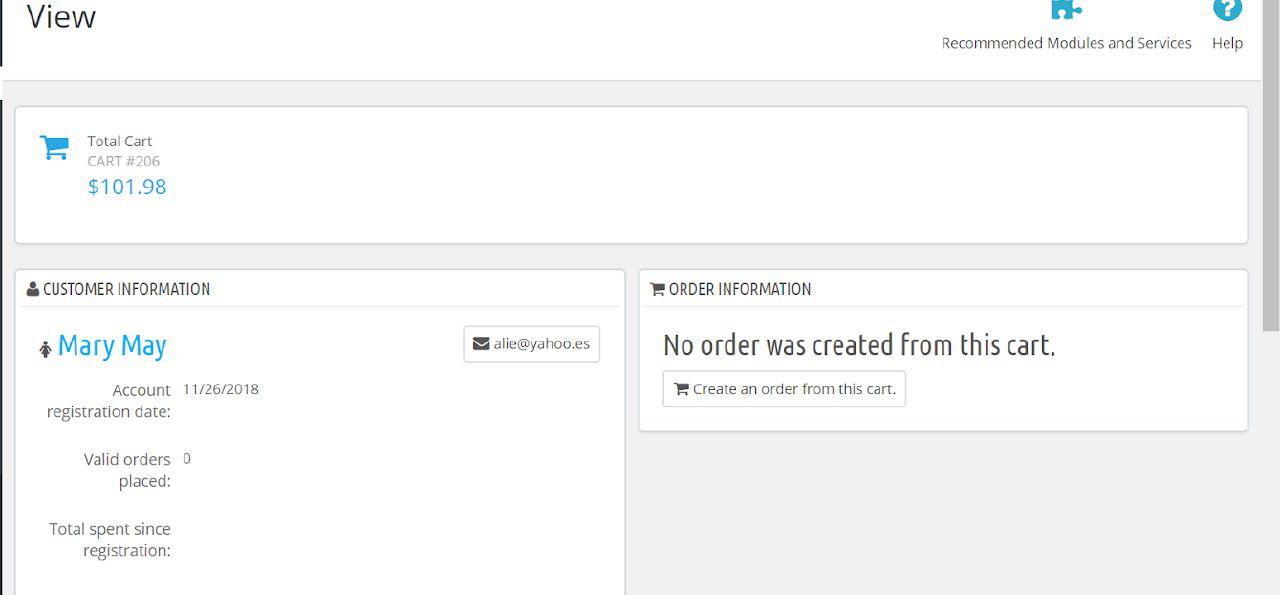 View
Recommended Modules and Services
Help
Total Cart
CART #206
$101.98
CUSTOMER INFORMATION
Mary May
alie@yahoo.es
Account 11/26/2018
registration date:
Valid orders 0
placed:
Total spent since
registration:
ORDER INFORMATION
No order was created from this cart.
Create an order from this cart.